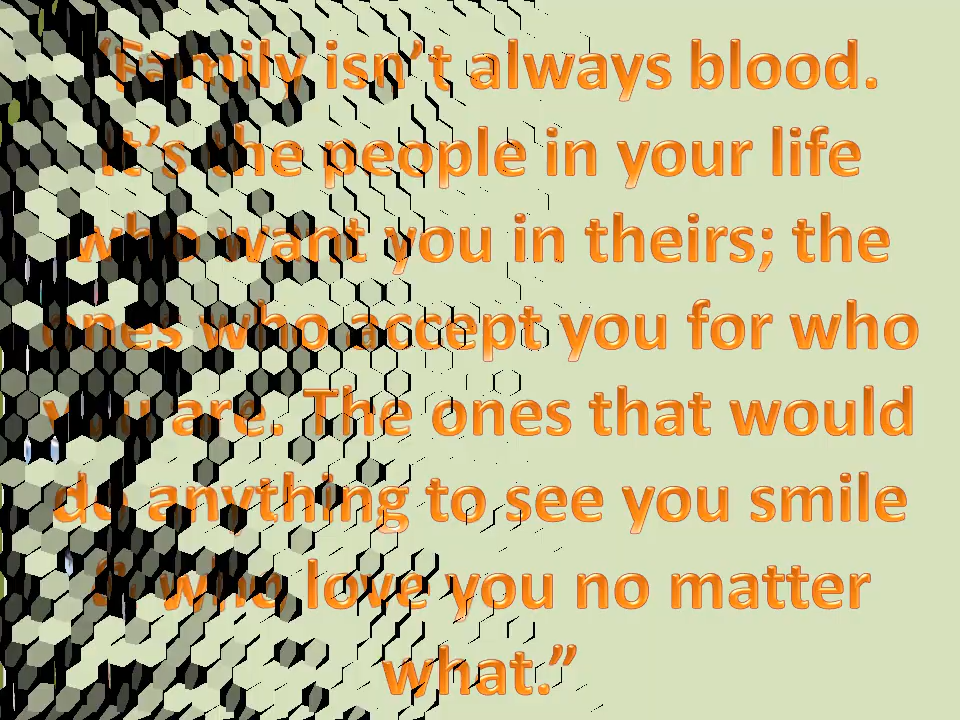 “Family isn’t always blood.
It’s the people in your life
who want you in theirs; the
ones who accept you for who
you are. The ones that would
do anything to see you smile
& who love you no matter
what.”